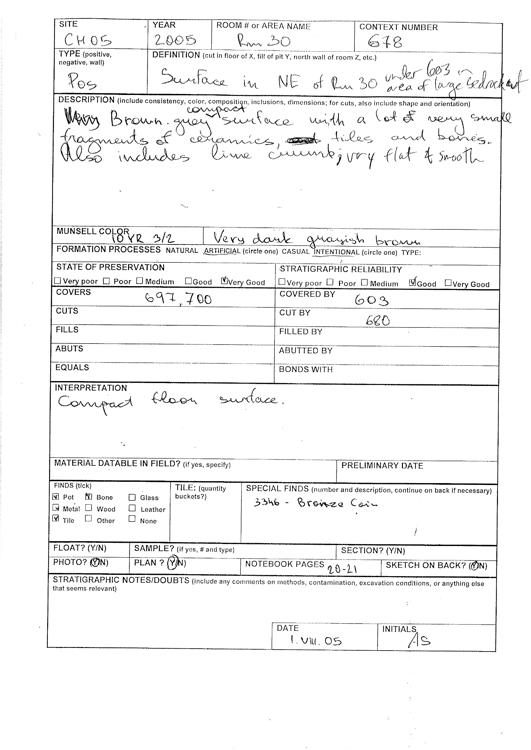 SITE YEAR ROOM # or AREA NAME CONTEXT NUMBER
CH05 2005 Rm 30 678
TYPE (positive, negative, wall) DEFINITION (cut in floor of X, fill of pit Y, north wall of room Z, etc.)
Pos Surface in NE of Rm 30 under 603 in area of large bedrock cut
DESCRIPTION (include consistency, color, composition, inclusions, dimensions; for cuts, also include shape and orientation)
compact
Brown-grey surface with a lot of very small
fragments of ceramics, tiles and bones.
Also includes lime crumb; very flat & smooth
MUNSELL COLOR
10YR 3/2 Very dark grayish brown
FORMATION PROCESSES NATURAL ARTIFICIAL (circle one) CASUAL INTENTIONAL (circle one) TYPE:
STATE OF PRESERVATION STRATIGRAPHIC RELIABILITY
Very poor Poor Medium Good Very Good Very poor Poor Medium Good Very Good
COVERS 697, 700 COVERED BY 603
CUTS CUT BY 680
FILLS FILLED BY
ABUTS ABUTTED BY
EQUALS BONDS WITH
INTERPRETATION
Compact floor surface.
MATERIAL DATABLE IN FIELD? (if yes, specify) PRELIMINARY DATE
FINDS (tick) TILE: (quantity buckets?) SPECIAL FINDS (number and description, continue on back if necessary)
Pot Bone Glass 3346 - Bronze Coin
Metal Wood Leather
Tile Other None
FLOAT? (Y/N) SAMPLE? (if yes, # and type) SECTION? (Y/N)
PHOTO? (Y/N) PLAN ? (Y/N) NOTEBOOK PAGES 20-21 SKETCH ON BACK? (Y/N)
STRATIGRAPHIC NOTES/DOUBTS (include any comments on methods, contamination, excavation conditions, or anything else
that seems relevant)
DATE INITIALS
1.VIII.05 AS